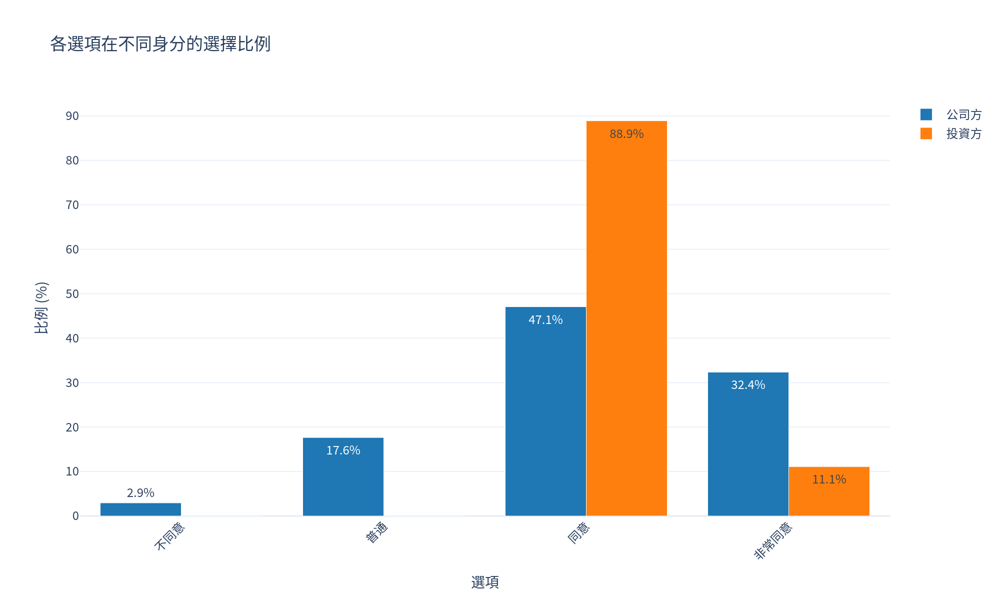 各選項在不同身分的選擇比例
公司方
投資方
90
80
70
60
50
40
30
20
10
0
比例 (%)
2.9%
17.6%
47.1%
88.9%
32.4%
11.1%
不同意
普通
同意
非常同意
選項